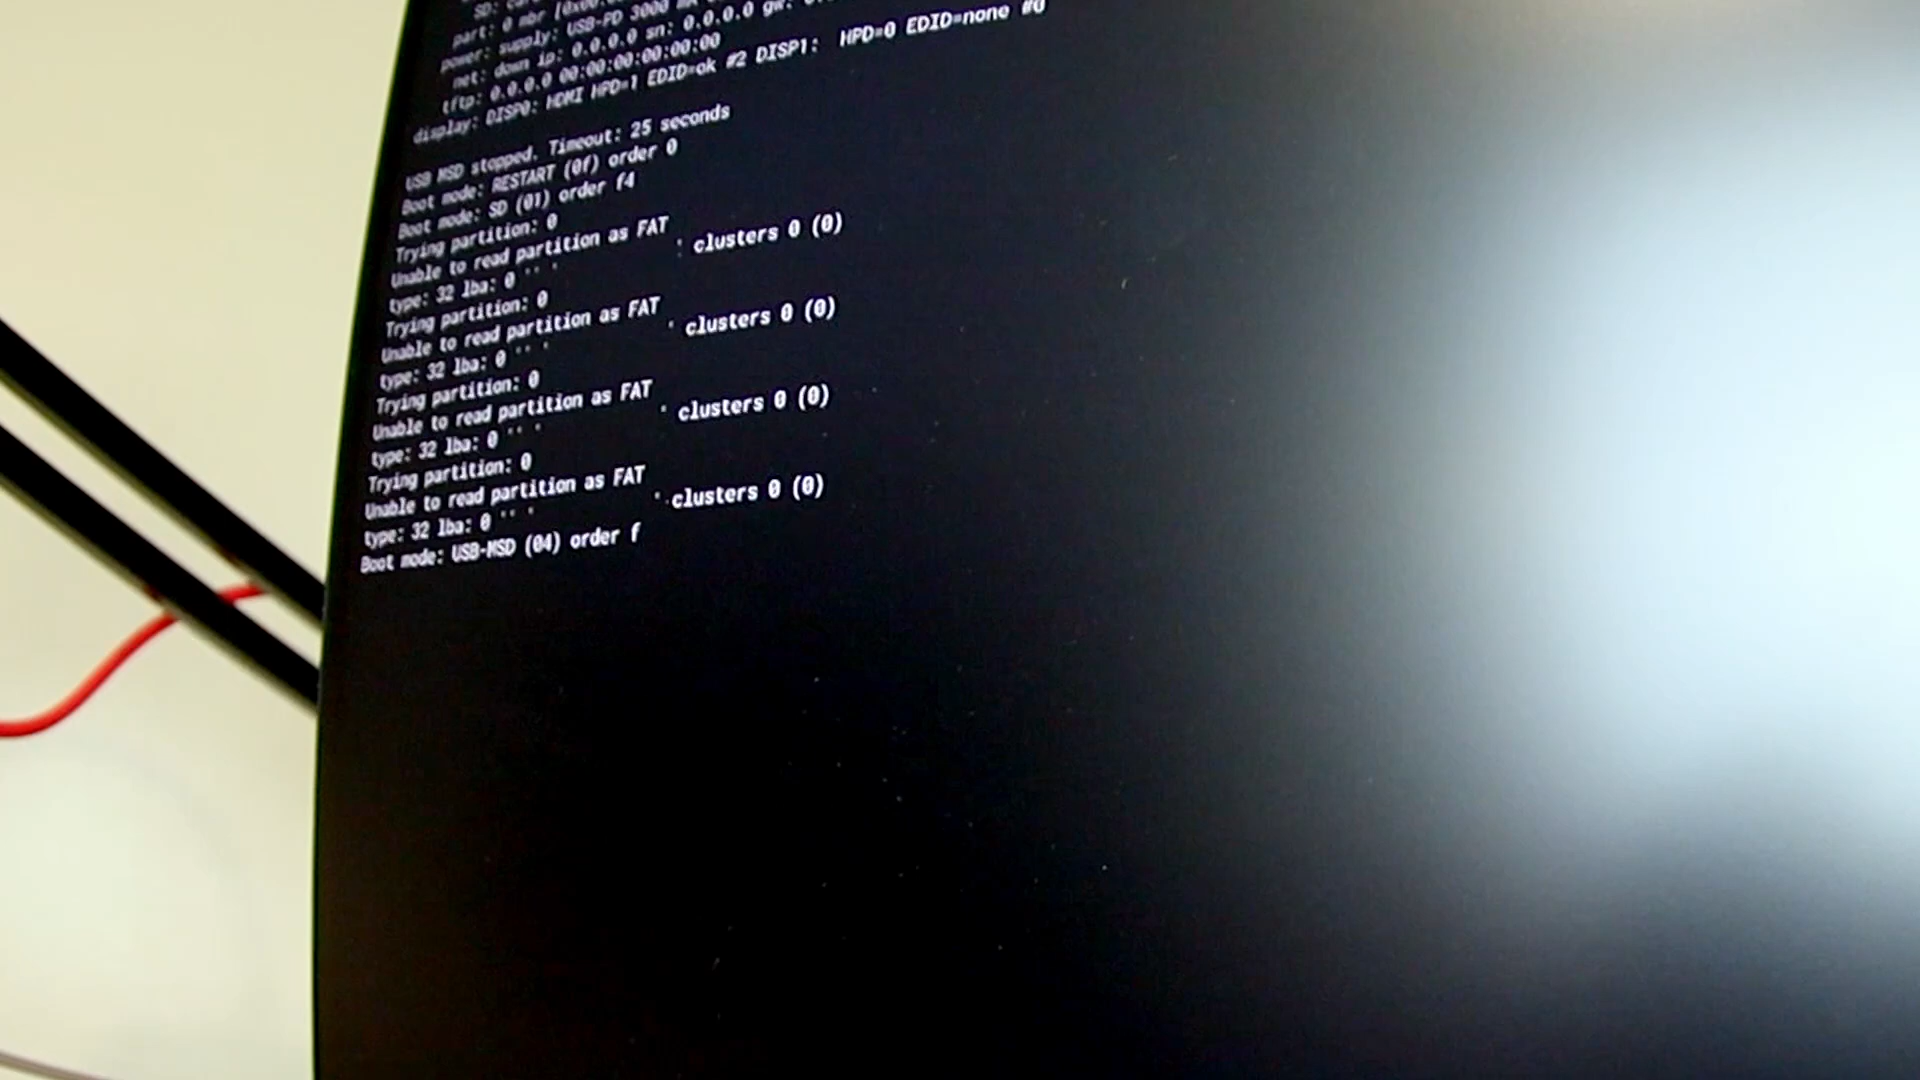 SD:
part: 0 mbr [0x00:
power: supply: USB-PD 3000 mA
net: down ip: 0.0.0.0 sn: 0.0.0.0 gw:
tftp: 0.0.0.0 00:00:00:00:00:00
display: DISP0: HDMI HPD=1 EDID=ok #2 DISP1: HPD=0 EDID=none #0
USB MSD stopped. Timeout: 25 seconds
Boot mode: RESTART (0f) order 0
Boot mode: SD (01) order f4
Trying partition: 0
Unable to read partition as FAT
type: 32 lba: 0 '' ' ' clusters 0 (0)
Trying partition: 0
Unable to read partition as FAT
type: 32 lba: 0 '' ' ' clusters 0 (0)
Trying partition: 0
Unable to read partition as FAT
type: 32 lba: 0 '' ' ' clusters 0 (0)
Trying partition: 0
Unable to read partition as FAT
type: 32 lba: 0 '' ' ' clusters 0 (0)
Boot mode: USB-MSD (04) order f